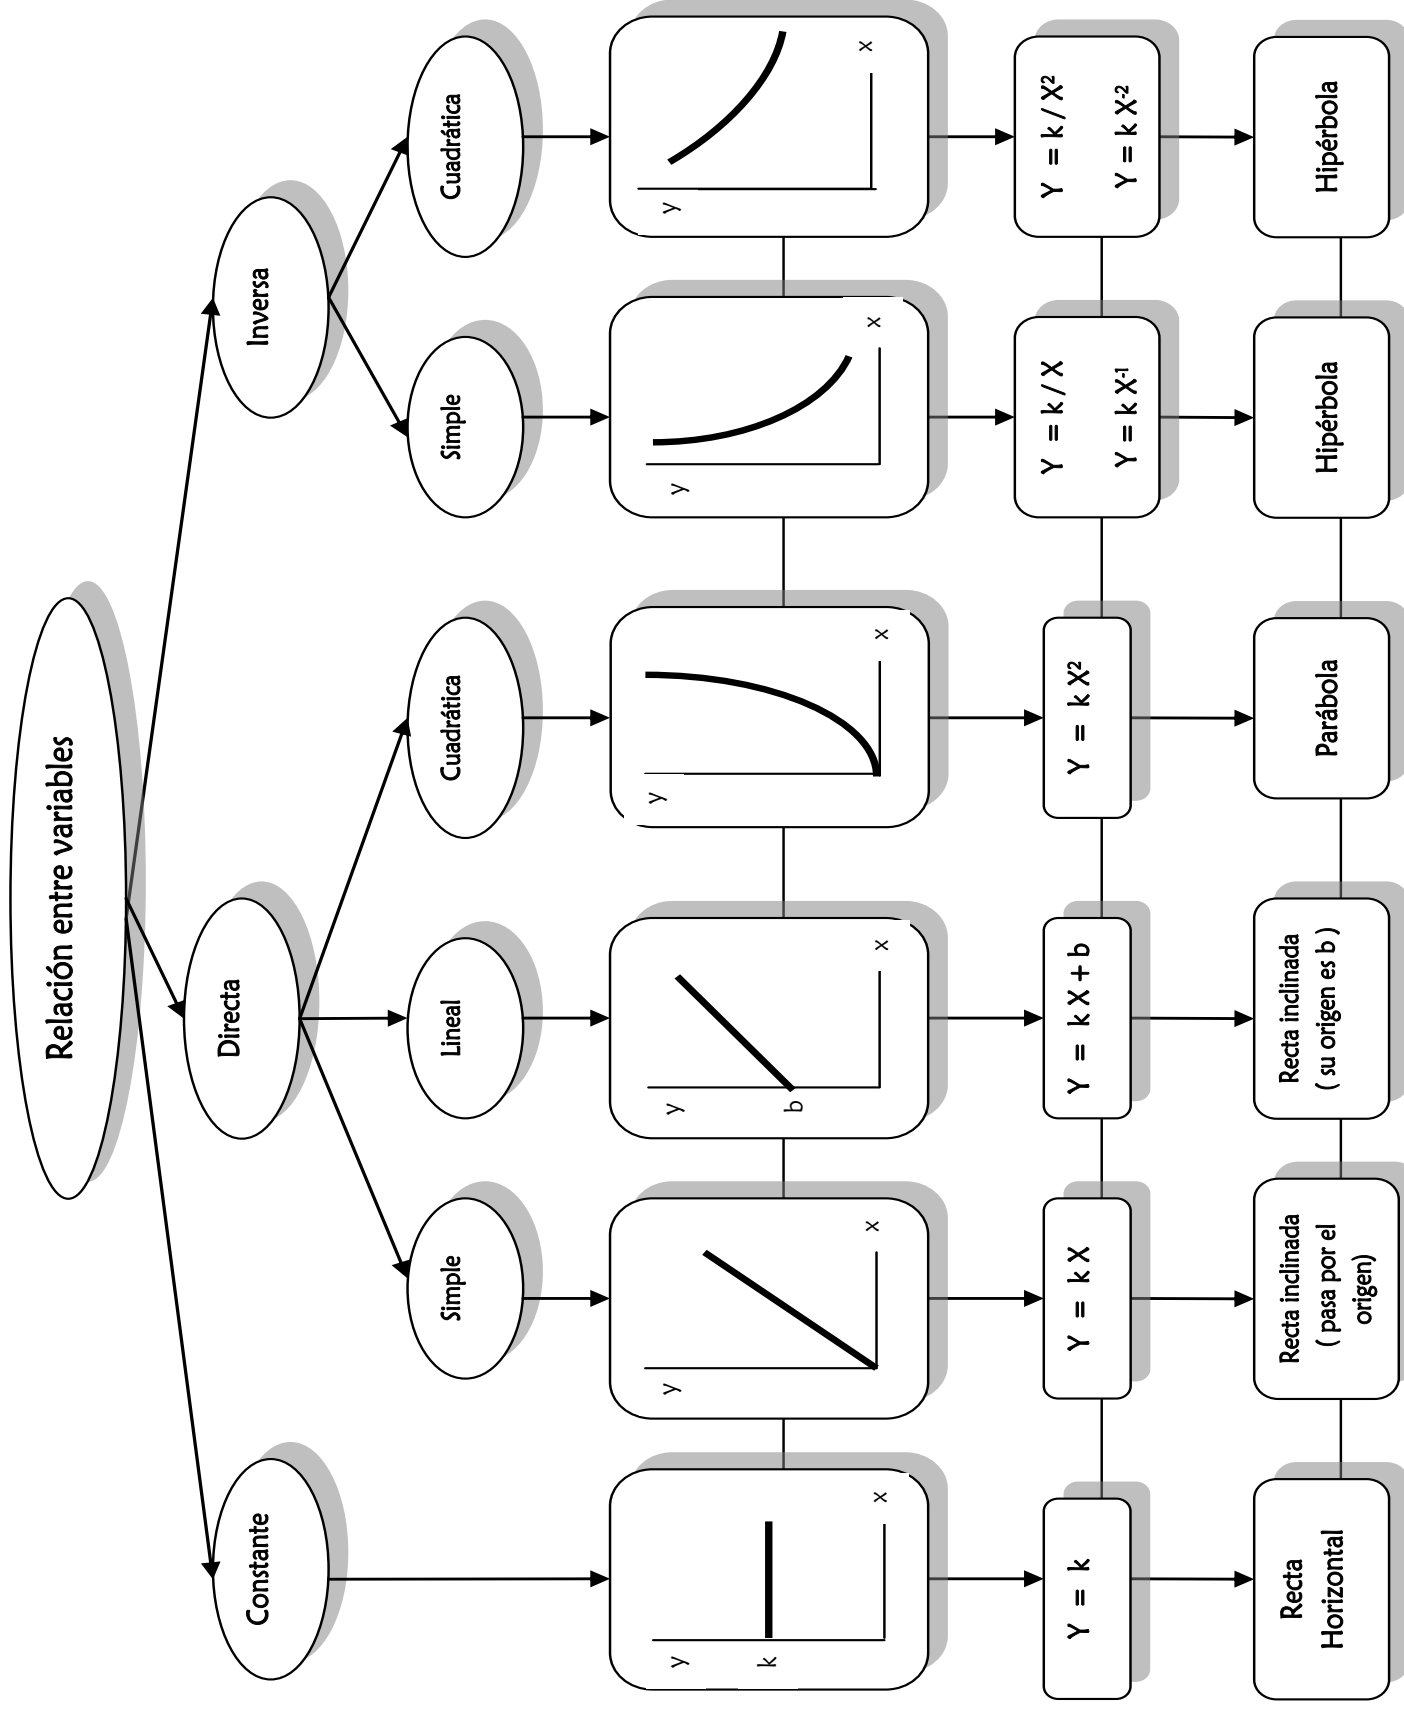 Relación entre variables
Constante
Directa
Inversa
Simple
Lineal
Cuadrática
Simple
Cuadrática
y
k
x
y
x
y
b
x
y
x
y
x
y
x
Y = k
Y = k X
Y = k X + b
Y = k X²
Y = k / X
Y = k X⁻¹
Y = k / X²
Y = k X⁻²
Recta
Horizontal
Recta inclinada
( pasa por el
origen)
Recta inclinada
( su origen es b )
Parábola
Hipérbola
Hipérbola